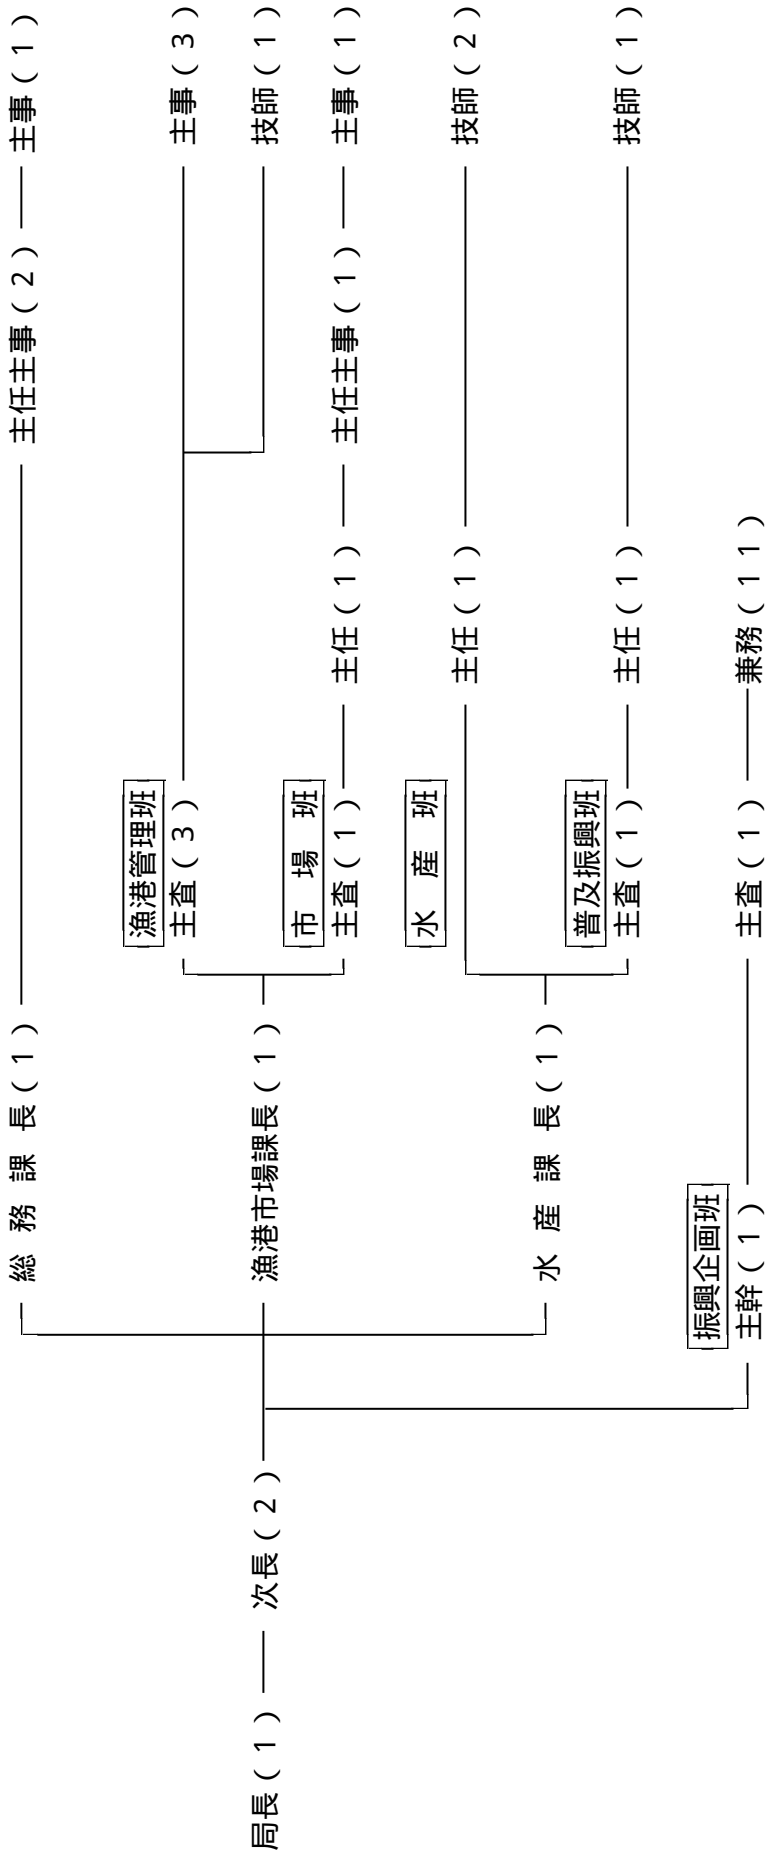 局長（１）
次長（２）
総　務　課　長（１）
主任主事（２）
主事（１）
漁港市場課長（１）
漁港管理班
主査（３）
主事（３）
技師（１）
市　場　班
主査（１）
主任（１）
主任主事（１）
主事（１）
水　産　課　長（１）
水　産　班
主任（１）
技師（２）
普及振興班
主査（１）
主任（１）
技師（１）
振興企画班
主幹（１）
主査（１）
兼務（１１）